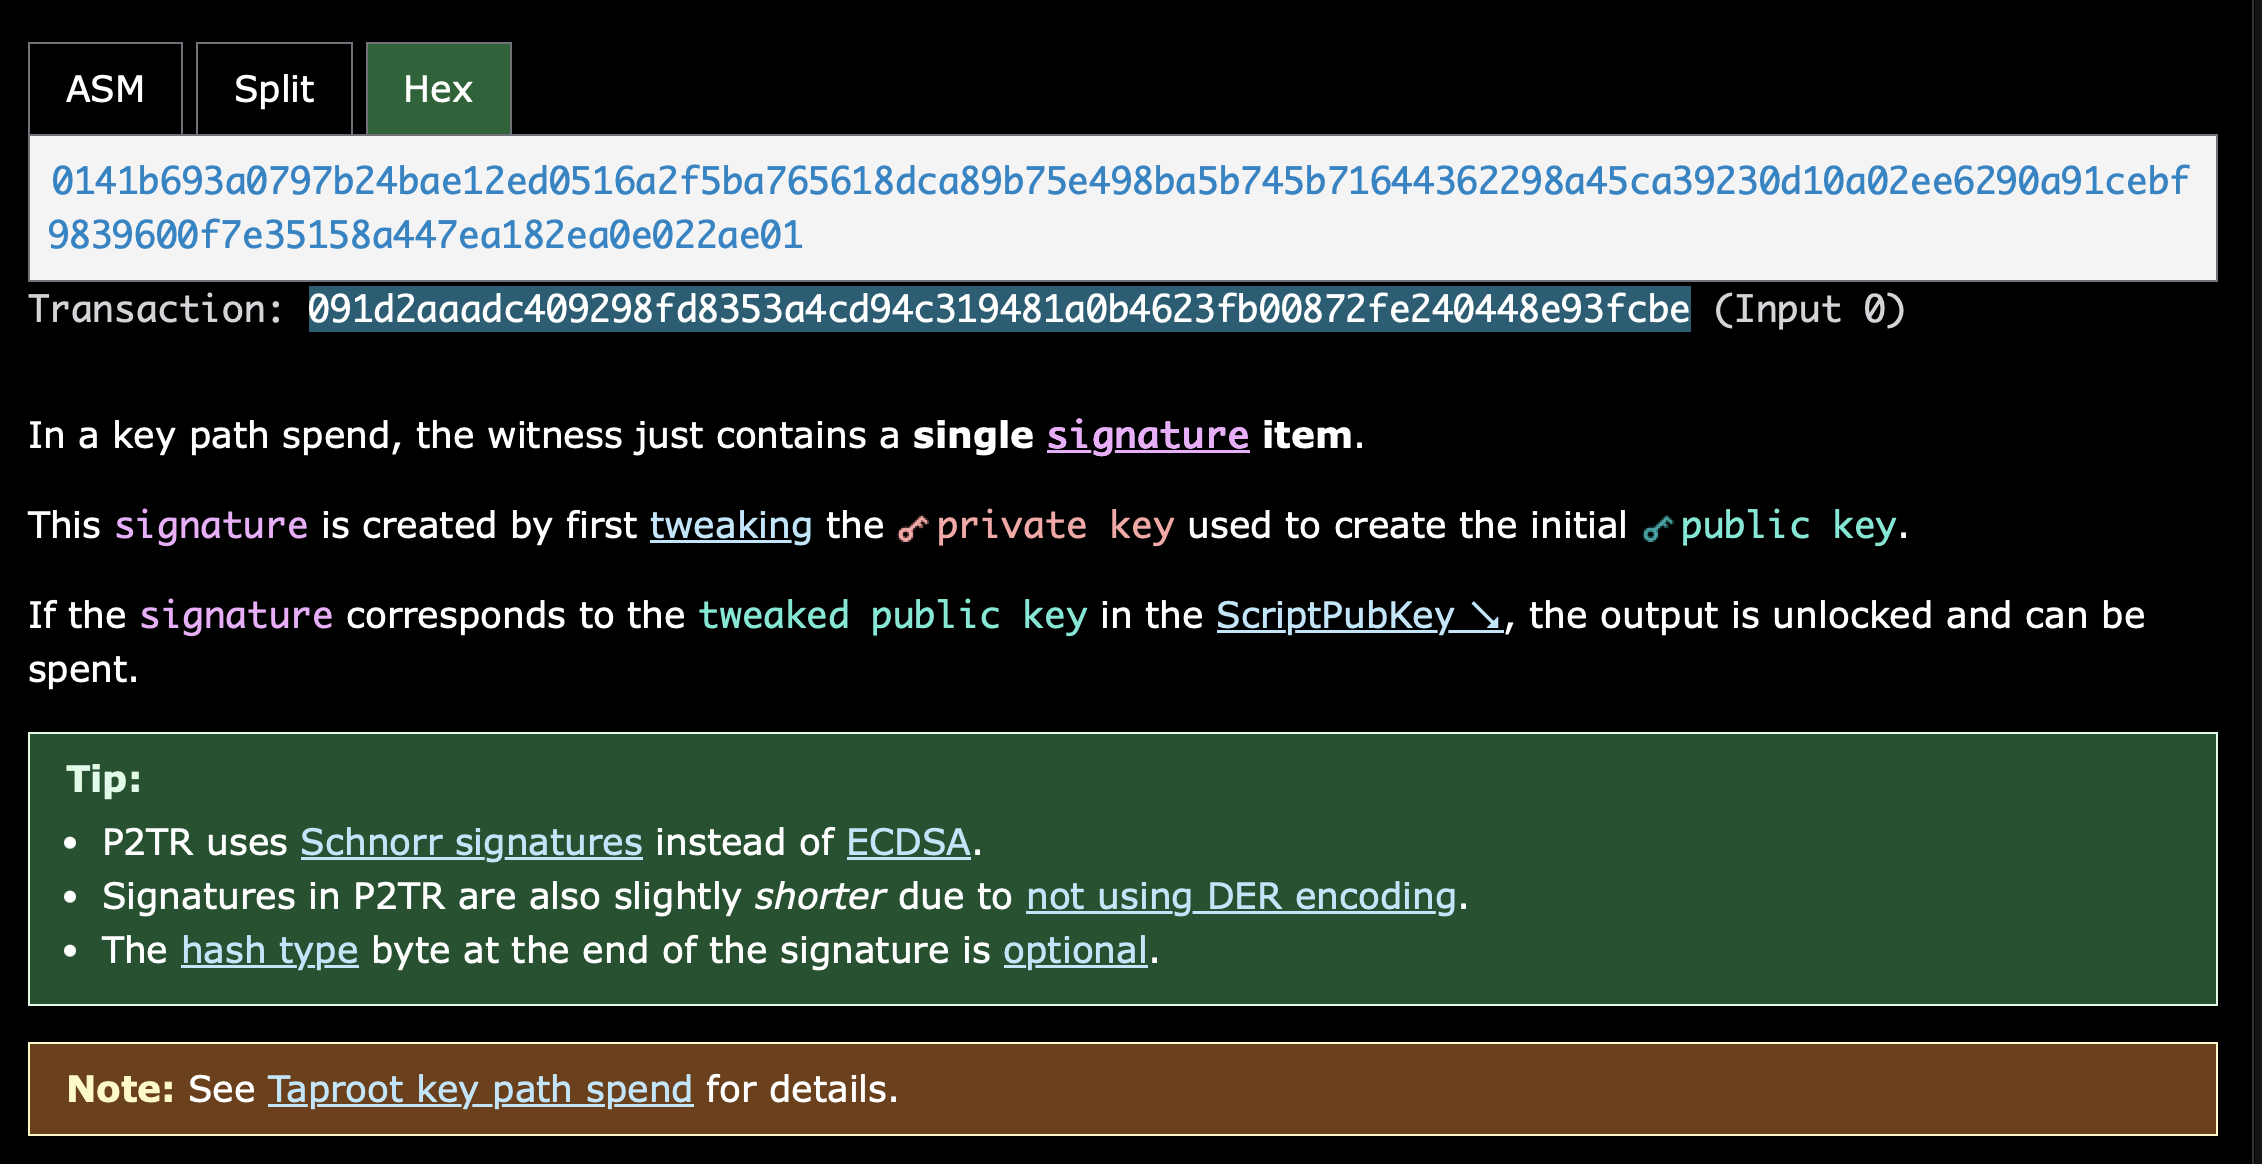 ASM Split Hex
0141b693a0797b24bae12ed0516a2f5ba765618dca89b75e498ba5b745b71644362298a45ca39230d10a02ee6290a91cebf
9839600f7e35158a447ea182ea0e022ae01
Transaction: 091d2aaadc409298fd8353a4cd94c319481a0b4623fb00872fe240448e93fcbe (Input 0)
In a key path spend, the witness just contains a single signature item.
This signature is created by first tweaking the private key used to create the initial public key.
If the signature corresponds to the tweaked public key in the ScriptPubKey ↘, the output is unlocked and can be
spent.
Tip:
• P2TR uses Schnorr signatures instead of ECDSA.
• Signatures in P2TR are also slightly shorter due to not using DER encoding.
• The hash type byte at the end of the signature is optional.
Note: See Taproot key path spend for details.